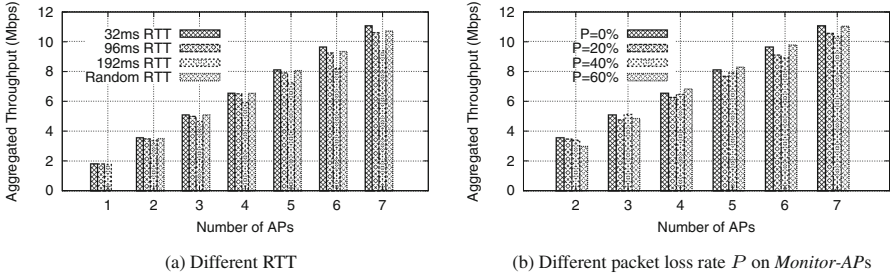 Aggregated Throughput (Mbps)
12
10
8
6
4
2
0
32ms RTT
96ms RTT
192ms RTT
Random RTT
1 2 3 4 5 6 7
Number of APs
(a) Different RTT
Aggregated Throughput (Mbps)
12
10
8
6
4
2
0
P=0%
P=20%
P=40%
P=60%
2 3 4 5 6 7
Number of APs
(b) Different packet loss rate P on Monitor-APs